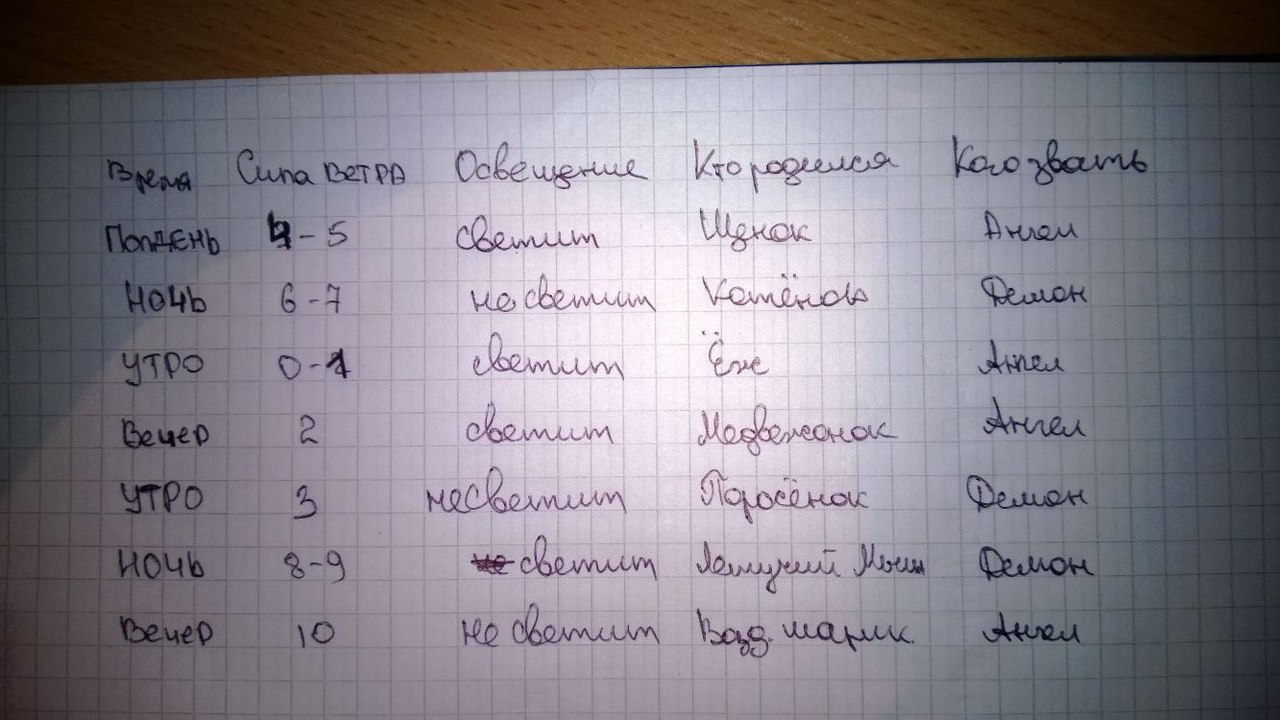 Время Сила ветра Освещение Кто родился Кого звать
Полдень 4-5 светит Щенок Ангел
Ночь 6-7 не светит Котёнок Демон
Утро 0-1 светит Ёж Ангел
Вечер 2 светит Медвежонок Ангел
Утро 3 не светит Поросёнок Демон
Ночь 8-9 светит Летучий Мыш Демон
Вечер 10 не светит Возд. шарик. Ангел